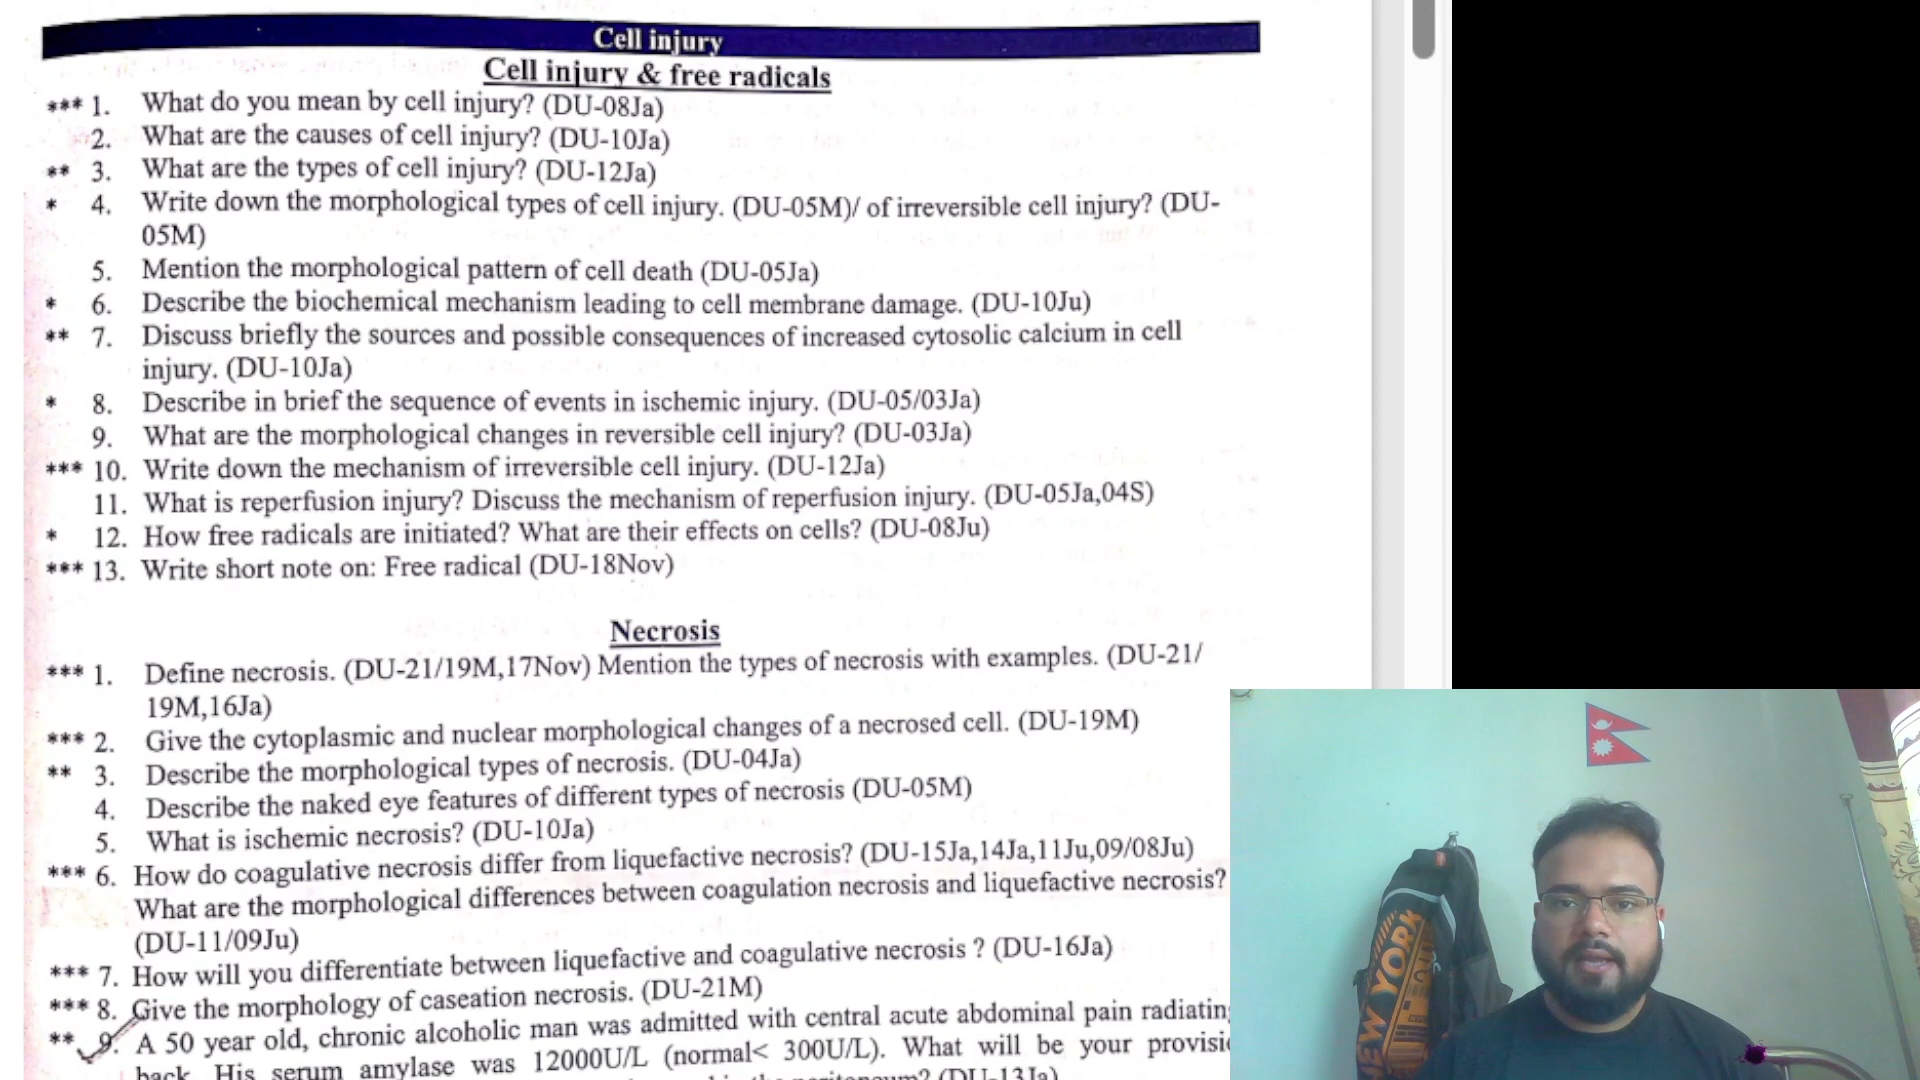 Cell injury
Cell injury & free radicals
*** 1. What do you mean by cell injury? (DU-08Ja)
2. What are the causes of cell injury? (DU-10Ja)
** 3. What are the types of cell injury? (DU-12Ja)
* 4. Write down the morphological types of cell injury. (DU-05M)/ of irreversible cell injury? (DU-
05M)
5. Mention the morphological pattern of cell death (DU-05Ja)
* 6. Describe the biochemical mechanism leading to cell membrane damage. (DU-10Ju)
** 7. Discuss briefly the sources and possible consequences of increased cytosolic calcium in cell
injury. (DU-10Ja)
* 8. Describe in brief the sequence of events in ischemic injury. (DU-05/03Ja)
9. What are the morphological changes in reversible cell injury? (DU-03Ja)
*** 10. Write down the mechanism of irreversible cell injury. (DU-12Ja)
11. What is reperfusion injury? Discuss the mechanism of reperfusion injury. (DU-05Ja,04S)
* 12. How free radicals are initiated? What are their effects on cells? (DU-08Ju)
*** 13. Write short note on: Free radical (DU-18Nov)
Necrosis
*** 1. Define necrosis. (DU-21/19M,17Nov) Mention the types of necrosis with examples. (DU-21/
19M,16Ja)
*** 2. Give the cytoplasmic and nuclear morphological changes of a necrosed cell. (DU-19M)
** 3. Describe the morphological types of necrosis. (DU-04Ja)
4. Describe the naked eye features of different types of necrosis (DU-05M)
5. What is ischemic necrosis? (DU-10Ja)
*** 6. How do coagulative necrosis differ from liquefactive necrosis? (DU-15Ja,14Ja,11Ju,09/08Ju)
What are the morphological differences between coagulation necrosis and liquefactive necrosis?
(DU-11/09Ju)
*** 7. How will you differentiate between liquefactive and coagulative necrosis ? (DU-16Ja)
*** 8. Give the morphology of caseation necrosis. (DU-21M)
** 9. A 50 year old, chronic alcoholic man was admitted with central acute abdominal pain radiatin
back. His serum amylase was 12000U/L (normal< 300U/L). What will be your provisi
(DU-13Ja)
NEW YORK